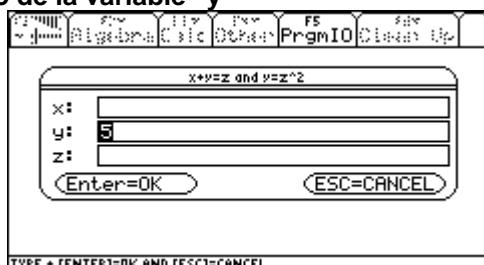 de la variable "y
Algebra Calc Other PrgmIO Clean Up
F5
x+y=z and y=z^2
x:
y: 5
z:
Enter=OK ESC=CANCEL
TYPE + [ENTER]=OK AND [ESC]=CANCEL